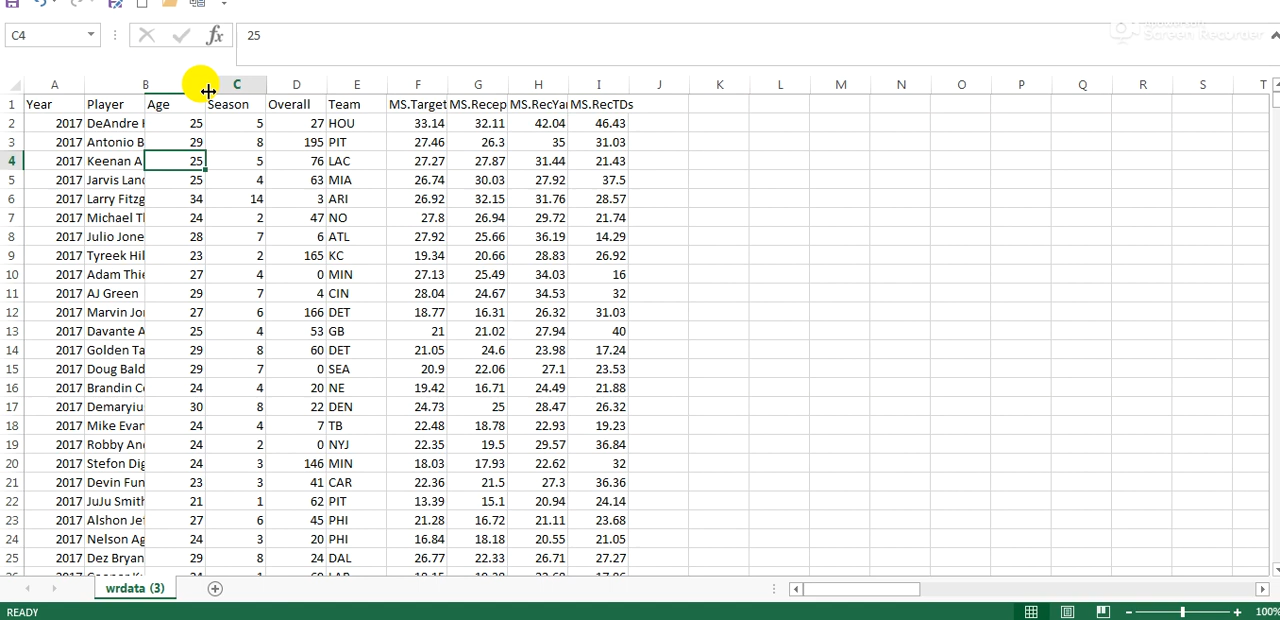 C4 fx 25
Screen Recorder
A B C D E F G H I J K L M N O P Q R S T
1 Year Player Age Season Overall Team MS.Target MS.Recep MS.RecYar MS.RecTDs
2 2017 DeAndre H 25 5 27 HOU 33.14 32.11 42.04 46.43
3 2017 Antonio B 29 8 195 PIT 27.46 26.3 35 31.03
4 2017 Keenan A 25 5 76 LAC 27.27 27.87 31.44 21.43
5 2017 Jarvis Land 25 4 63 MIA 26.74 30.03 27.92 37.5
6 2017 Larry Fitzg 34 14 3 ARI 26.92 32.15 31.76 28.57
7 2017 Michael Th 24 2 47 NO 27.8 26.94 29.72 21.74
8 2017 Julio Jone 28 7 6 ATL 27.92 25.66 36.19 14.29
9 2017 Tyreek Hil 23 2 165 KC 19.34 20.66 28.83 26.92
10 2017 Adam Thie 27 4 0 MIN 27.13 25.49 34.03 16
11 2017 AJ Green 29 7 4 CIN 28.04 24.67 34.53 32
12 2017 Marvin Jon 27 6 166 DET 18.77 16.31 26.32 31.03
13 2017 Davante A 25 4 53 GB 21 21.02 27.94 40
14 2017 Golden Ta 29 8 60 DET 21.05 24.6 23.98 17.24
15 2017 Doug Bald 29 7 0 SEA 20.9 22.06 27.1 23.53
16 2017 Brandin Co 24 4 20 NE 19.42 16.71 24.49 21.88
17 2017 Demaryiu 30 8 22 DEN 24.73 25 28.47 26.32
18 2017 Mike Evan 24 4 7 TB 22.48 18.78 22.93 19.23
19 2017 Robby And 24 2 0 NYJ 22.35 19.5 29.57 36.84
20 2017 Stefon Dig 24 3 146 MIN 18.03 17.93 22.62 32
21 2017 Devin Fun 23 3 41 CAR 22.36 21.5 27.3 36.36
22 2017 JuJu Smith 21 1 62 PIT 13.39 15.1 20.94 24.14
23 2017 Alshon Jef 27 6 45 PHI 21.28 16.72 21.11 23.68
24 2017 Nelson Ag 24 3 20 PHI 16.84 18.18 20.55 21.05
25 2017 Dez Bryan 29 8 24 DAL 26.77 22.33 26.71 27.27
wrdata (3)
READY 100%